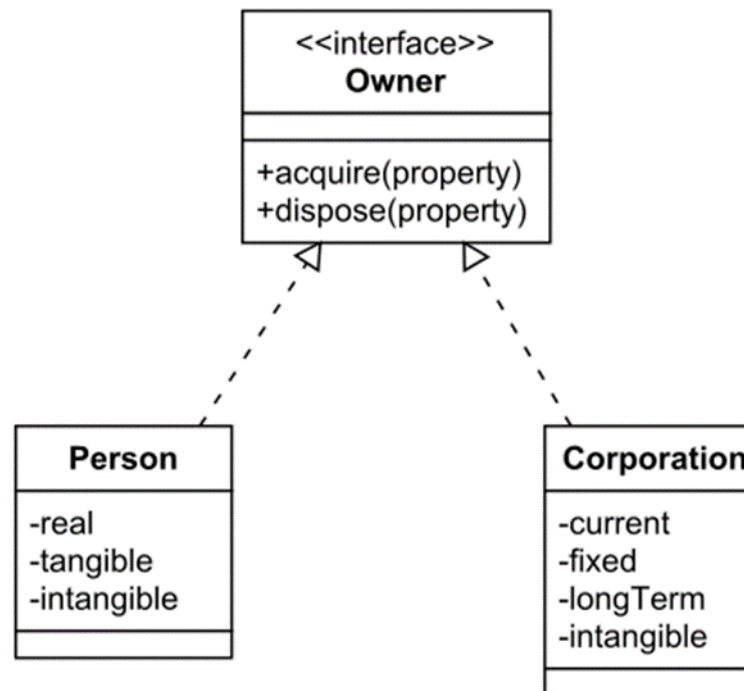 <<interface>>
Owner
+acquire(property)
+dispose(property)
Person
-real
-tangible
-intangible
Corporation
-current
-fixed
-longTerm
-intangible